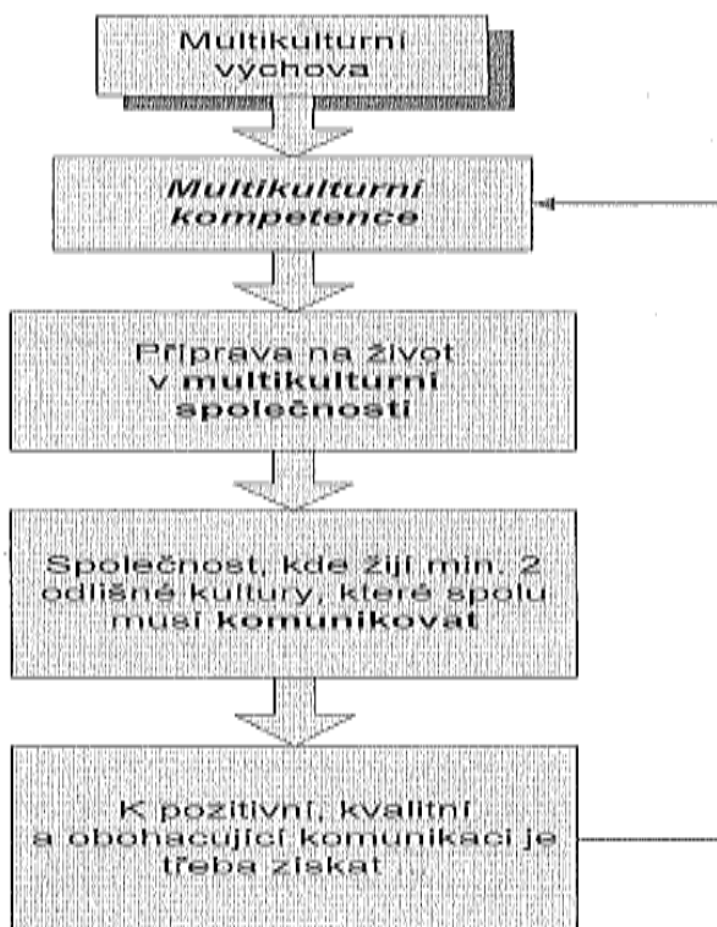 Multikulturní
výchova
Multikulturní
kompetence
Příprava na život
v multikulturní
společnosti
Společnost, kde žijí min. 2
odlišné kultury, které spolu
musí komunikovat
K pozitivní, kvalitní
a obohacující komunikaci je
třeba získat ...